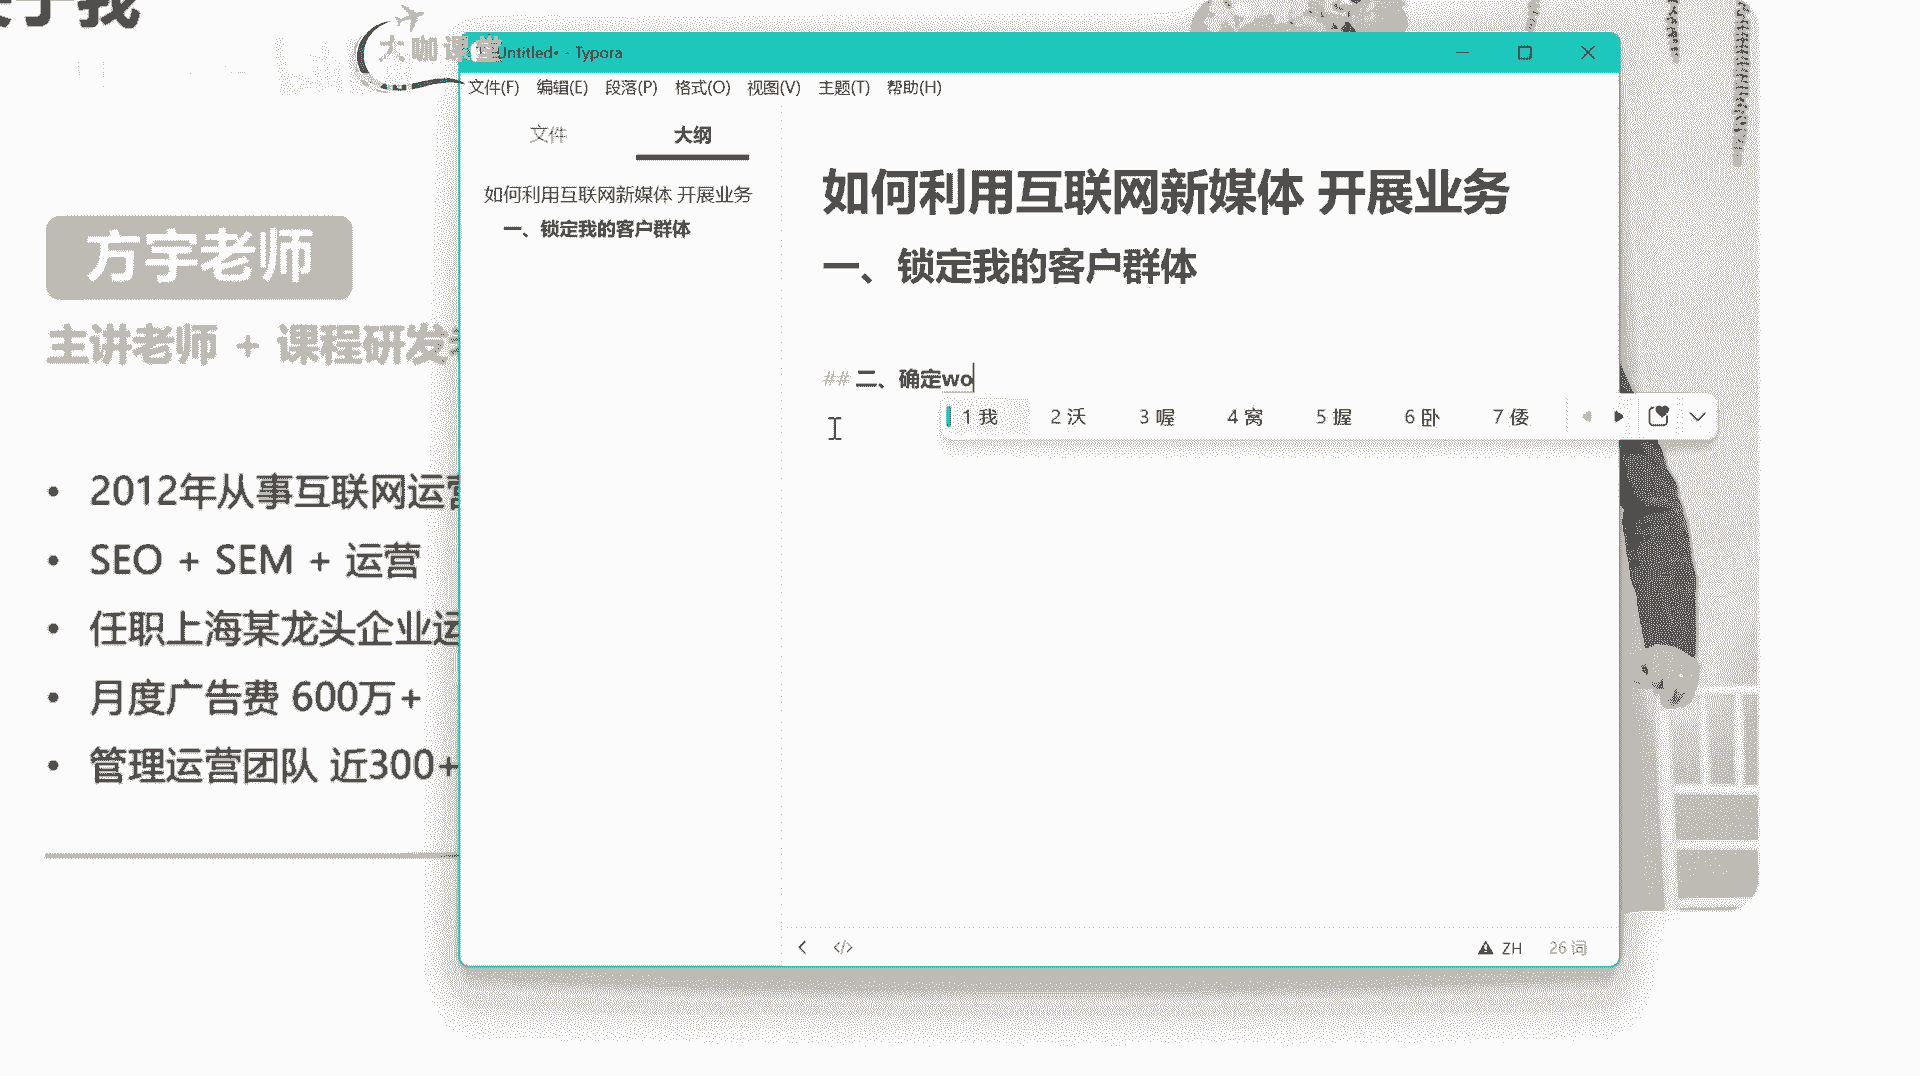 于我
大咖课堂
Untitled• - Typora
文件(F) 编辑(E) 段落(P) 格式(O) 视图(V) 主题(T) 帮助(H)
文件 大纲
如何利用互联网新媒体 开展业务
一、锁定我的客户群体
如何利用互联网新媒体 开展业务
一、锁定我的客户群体
## 二、确定wo
1 我 2 沃 3 喔 4 窝 5 握 6 卧 7 倭
方宇老师
主讲老师 + 课程研发
• 2012年从事互联网运营
• SEO + SEM + 运营
• 任职上海某龙头企业运
• 月度广告费 600万+
• 管理运营团队 近300+
</> ZH 26 词